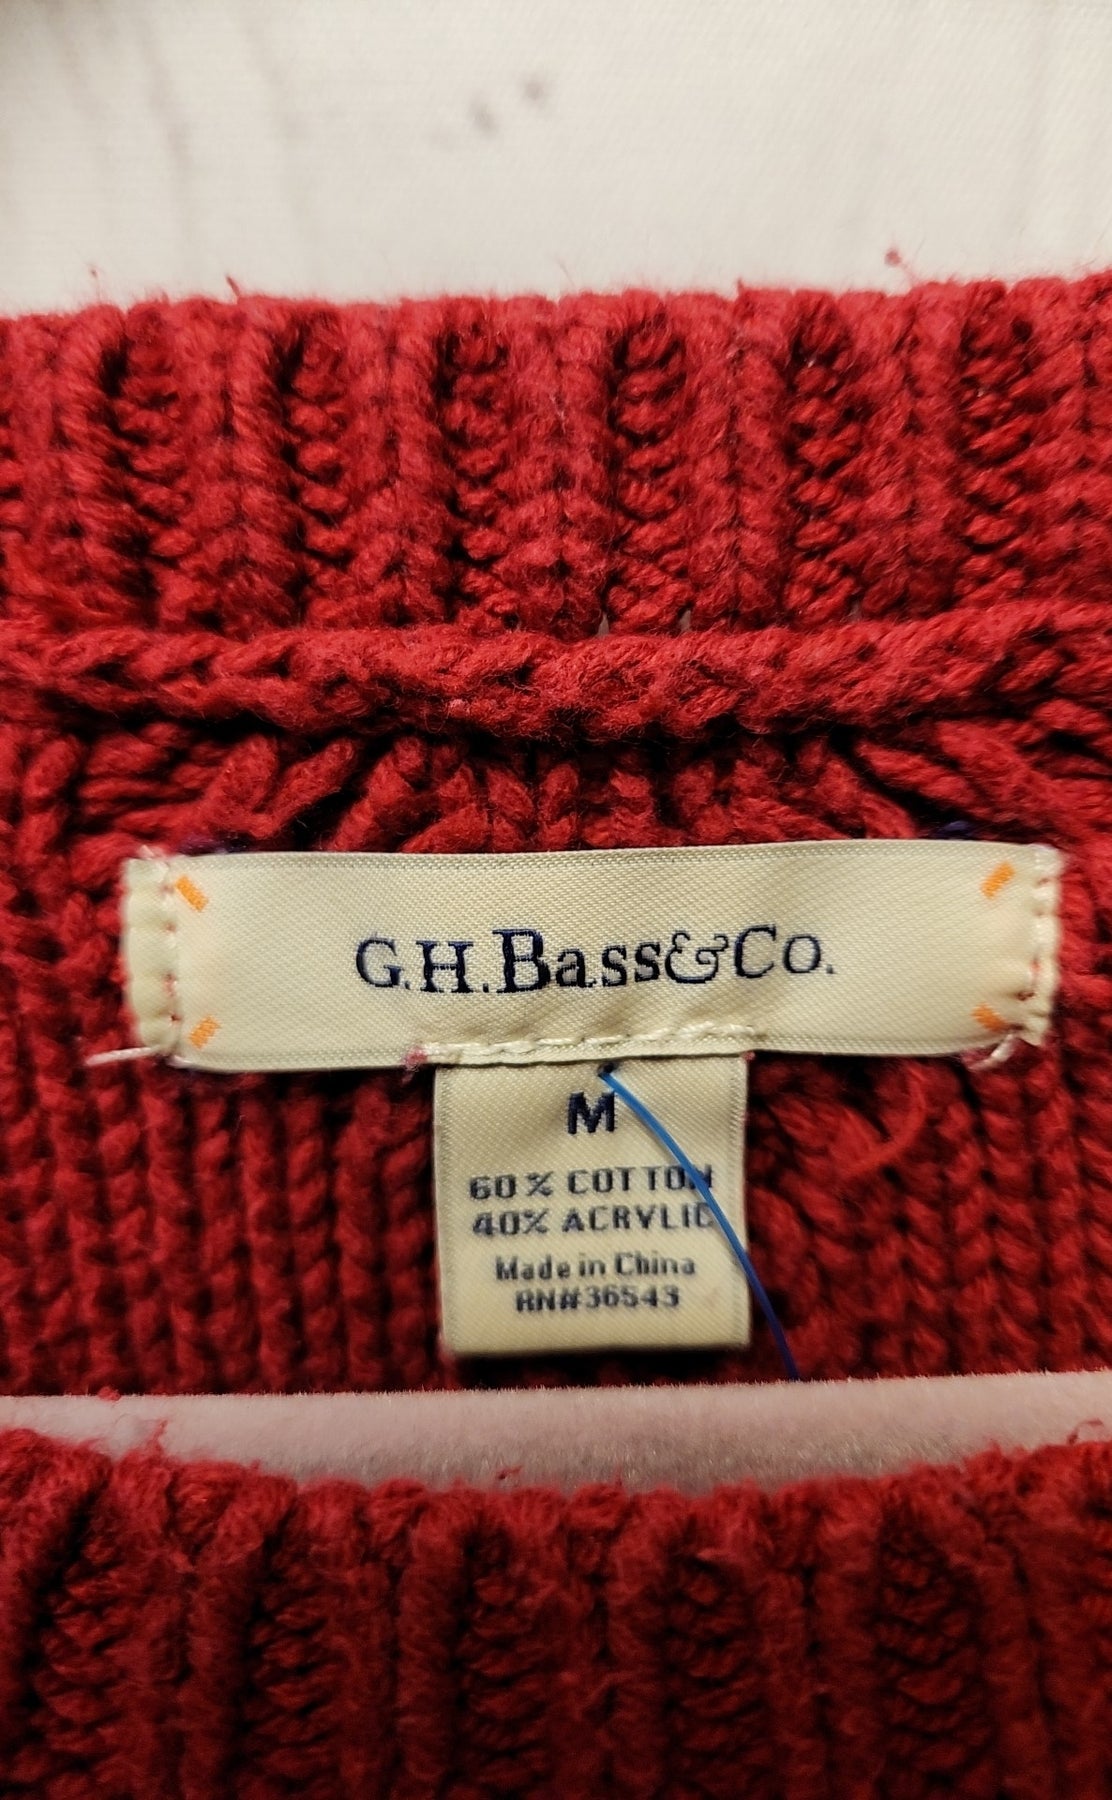 G.H.Bass&Co.
M
60% COTTON
40% ACRYLIC
Made in China
RN#36543